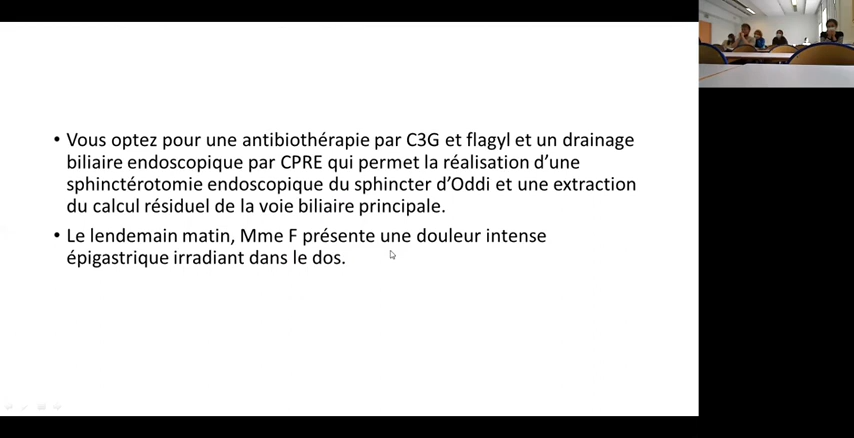 • Vous optez pour une antibiothérapie par C3G et flagyl et un drainage
biliaire endoscopique par CPRE qui permet la réalisation d'une
sphinctérotomie endoscopique du sphincter d'Oddi et une extraction
du calcul résiduel de la voie biliaire principale.
• Le lendemain matin, Mme F présente une douleur intense
épigastrique irradiant dans le dos.